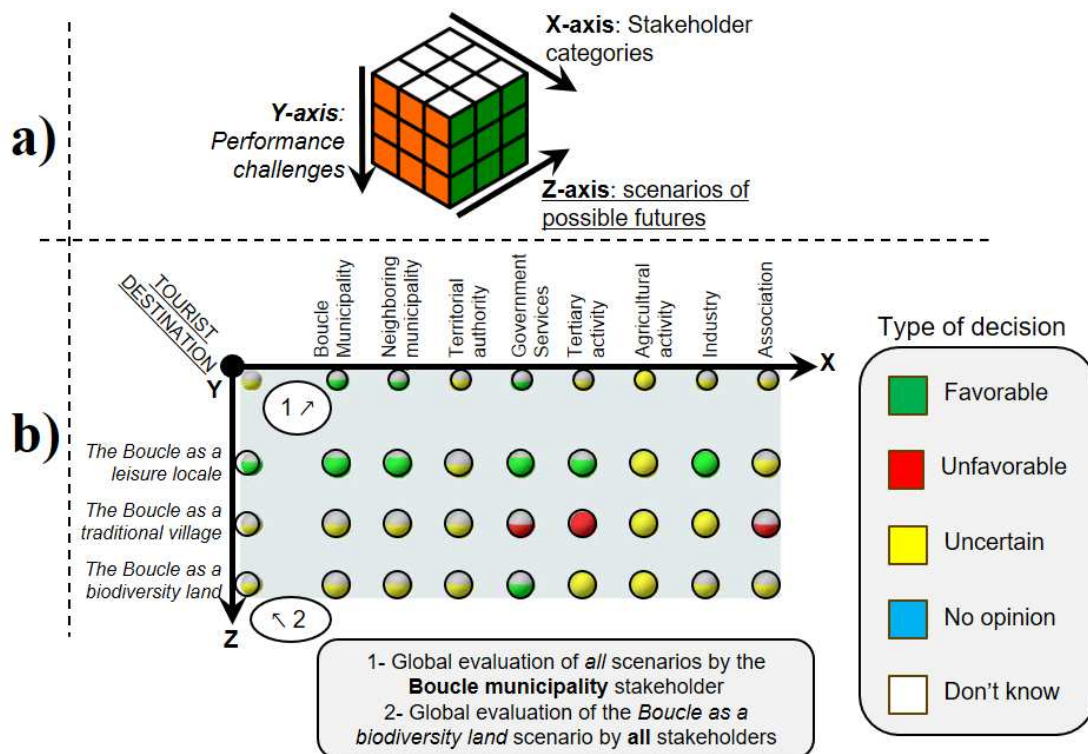 a)
X-axis: Stakeholder
categories
Y-axis:
Performance
challenges
Z-axis: scenarios of
possible futures
b)
TOURIST
DESTINATION
Boucle
Municipality
Neighboring
municipality
Territorial
authority
Government
Services
Tertiary
activity
Agricultural
activity
Industry
Association
X
Y
1 ↗
The Boucle as a
leisure locale
The Boucle as a
traditional village
The Boucle as a
biodiversity land
↖ 2
Z
1- Global evaluation of all scenarios by the
Boucle municipality stakeholder
2- Global evaluation of the Boucle as a
biodiversity land scenario by all stakeholders
Type of decision
Favorable
Unfavorable
Uncertain
No opinion
Don't know